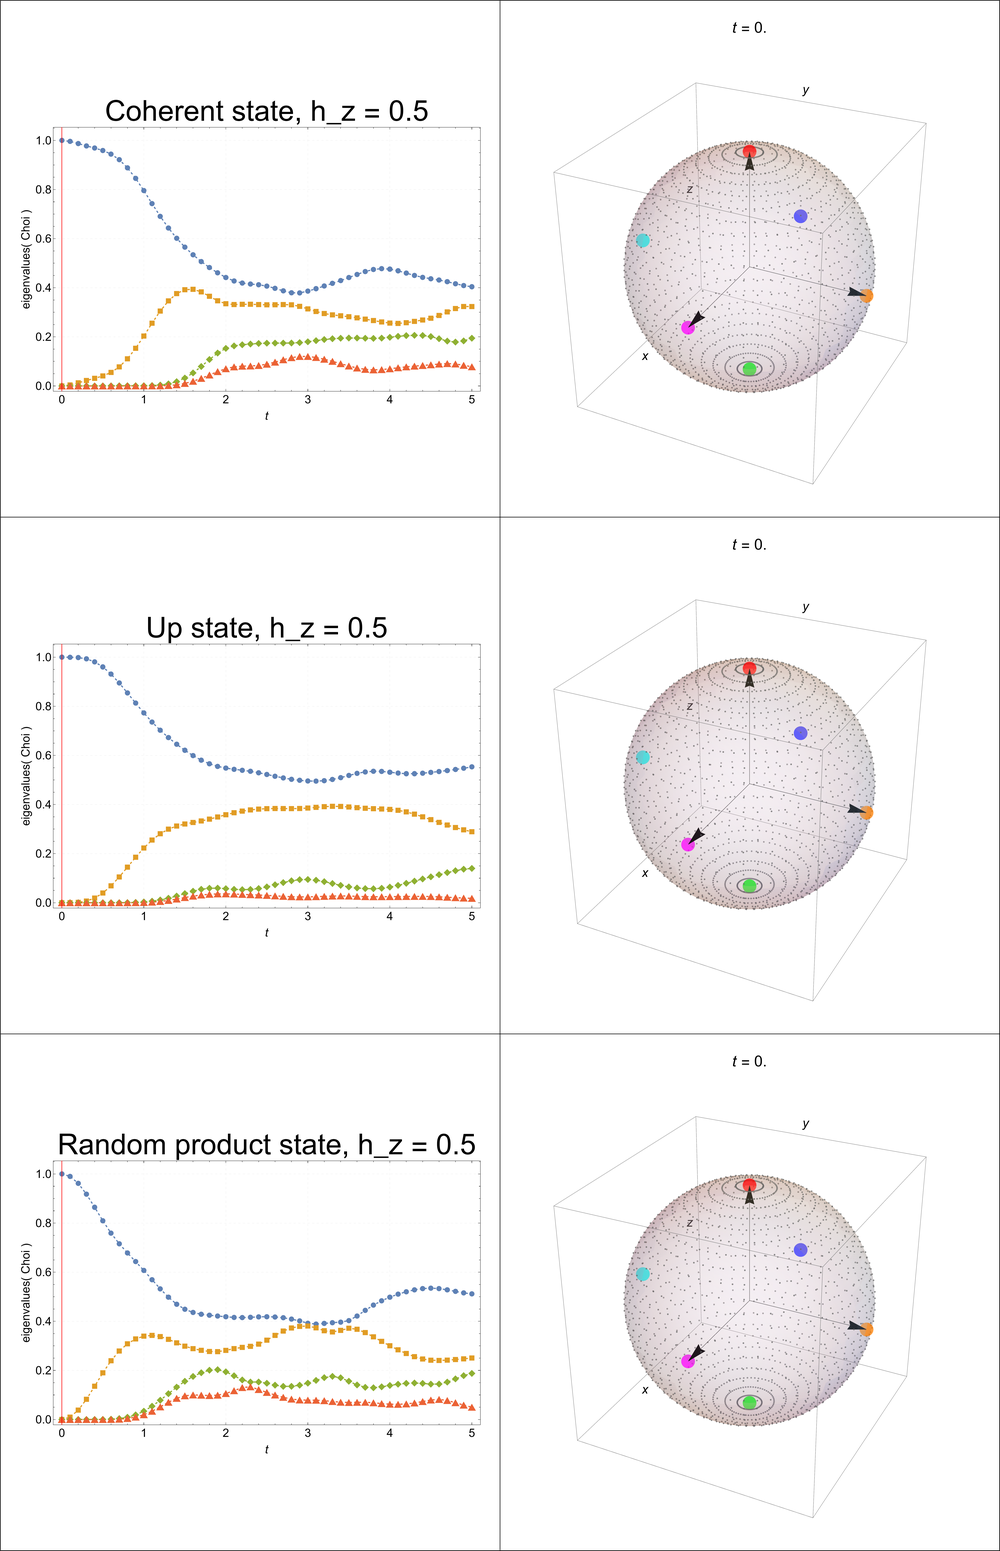 t = 0.
Coherent state, h_z = 0.5
eigenvalues( Choi )
1.0
0.8
0.6
0.4
0.2
0.0
0 1 2 3 4 5
t
y
z
x
t = 0.
Up state, h_z = 0.5
eigenvalues( Choi )
1.0
0.8
0.6
0.4
0.2
0.0
0 1 2 3 4 5
t
y
z
x
t = 0.
Random product state, h_z = 0.5
eigenvalues( Choi )
1.0
0.8
0.6
0.4
0.2
0.0
0 1 2 3 4 5
t
y
z
x